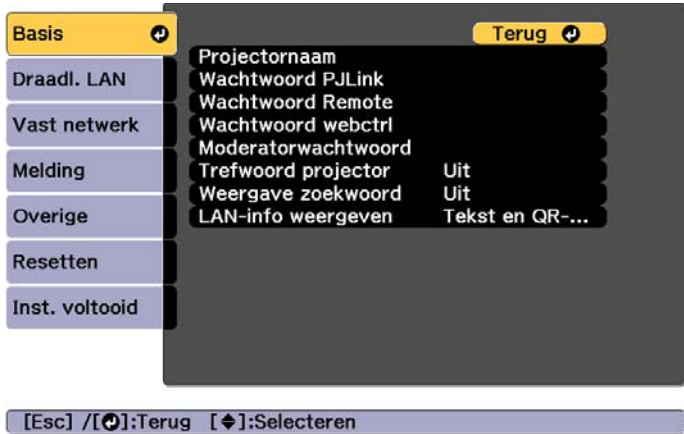 Basis
Terug
Projectornaam
Draadl. LAN
Wachtwoord PJLink
Wachtwoord Remote
Vast netwerk
Wachtwoord webctrl
Moderatorwachtwoord
Melding
Trefwoord projector Uit
Weergave zoekwoord Uit
Overige
LAN-info weergeven Tekst en QR-...
Resetten
Inst. voltooid
[Esc] /[⏎]:Terug [◆]:Selecteren